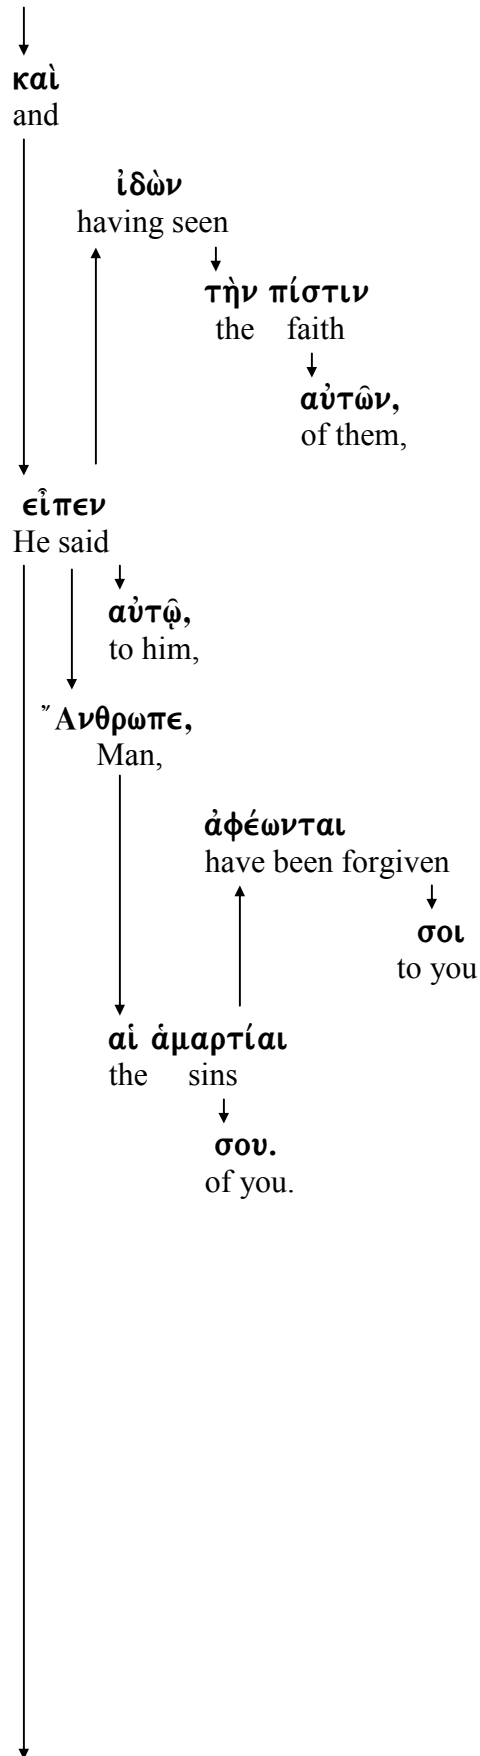 καὶ
and
ἰδὼν
having seen
τὴν πίστιν
the faith
αὐτῶν,
of them,
εἶπεν
He said
αὐτῷ,
to him,
῎Ανθρωπε,
Man,
ἀφέωνται
have been forgiven
σοι
to you
αἱ ἁμαρτίαι
the sins
σου.
of you.